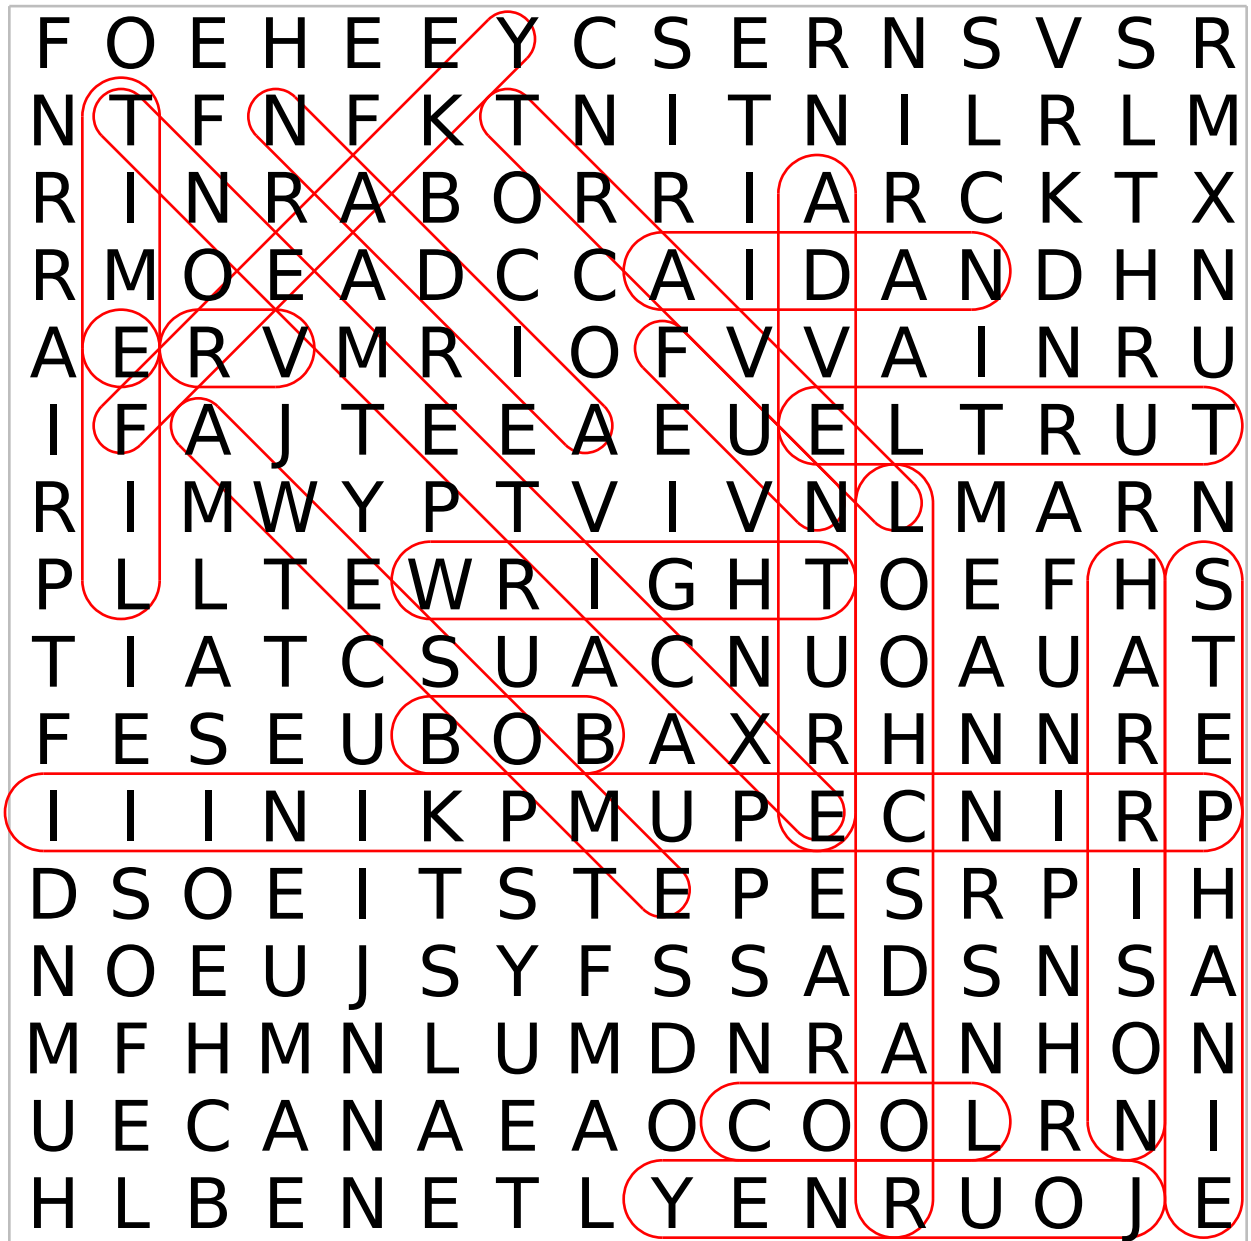 F O E H E E Y C S E R N S V S R
N T F N F K T N I T N I L R L M
R I N R A B O R R I A R C K T X
R M O E A D C C A I D A N D H N
A E R V M R I O F V V A I N R U
I F A J T E E A E U E L T R U T
R I M W Y P T V I V N L M A R N
P L L T E W R I G H T O E F H S
T I A T C S U A C N U O A U A T
F E S E U B O B A X R H N N R E
I I I N I K P M U P E C N I R P
D S O E I T S T E P E S R P I H
N O E U J S Y F S S A D S N S A
M F H M N L U M D N R A N H O N
U E C A N A E A O C O O L R N I
H L B E N E T L Y E N R U O J E